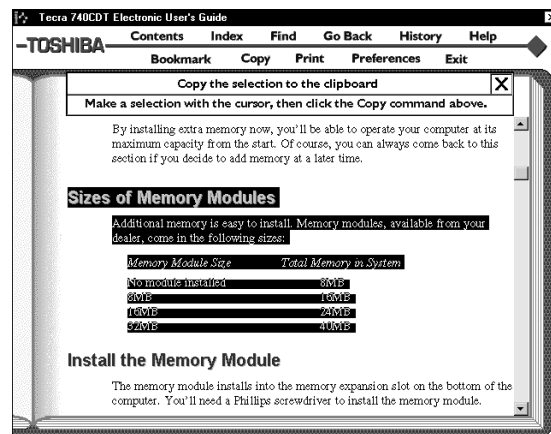 Tecra 740CDT Electronic User's Guide
Contents Index Find Go Back History Help
TOSHIBA
Bookmark Copy Print Preferences Exit
Copy the selection to the clipboard
Make a selection with the cursor, then click the Copy command above.
By installing extra memory now, you'll be able to operate your computer at its
maximum capacity from the start. Of course, you can always come back to this
section if you decide to add memory at a later time.
Sizes of Memory Modules
Additional memory is easy to install. Memory modules, available from your
dealer, come in the following sizes:
Memory Module Size Total Memory in System
No module installed 8MB
8MB 16MB
16MB 24MB
32MB 40MB
Install the Memory Module
The memory module installs into the memory expansion slot on the bottom of the
computer. You'll need a Phillips screwdriver to install the memory module.